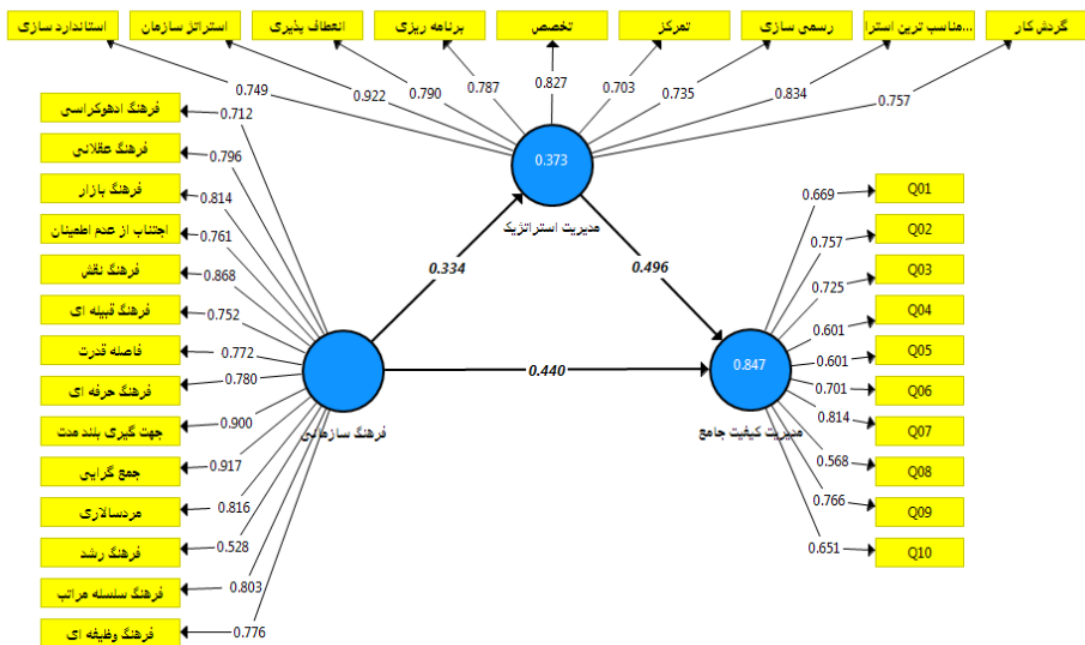 استاندارد سازی
استراتژ سازمان
انعطاف پذیری
برنامه ریزی
تخصص
تمرکز
رسمی سازی
مناسب ترین استرا...
گردش کار
0.749
0.922
0.790
0.787
0.827
0.703
0.735
0.834
0.757
0.373
مدیریت استراتژیک
فرهنگ ادهوکراسی
0.712
فرهنگ عقلانی
0.796
فرهنگ بازار
0.814
اجتناب از عدم اطمینان
0.761
فرهنگ نقش
0.868
فرهنگ قبیله ای
0.752
فاصله قدرت
0.772
فرهنگ حرفه ای
0.780
جهت گیری بلند مدت
0.900
جمع گرایی
0.917
مردسالاری
0.816
فرهنگ رشد
0.528
فرهنگ سلسله مراتب
0.803
فرهنگ وظیفه ای
0.776
فرهنگ سازمانی
0.334
0.496
0.440
0.847
مدیریت کیفیت جامع
0.669
Q01
0.757
Q02
0.725
Q03
0.601
Q04
0.601
Q05
0.701
Q06
0.814
Q07
0.568
Q08
0.766
Q09
0.651
Q10